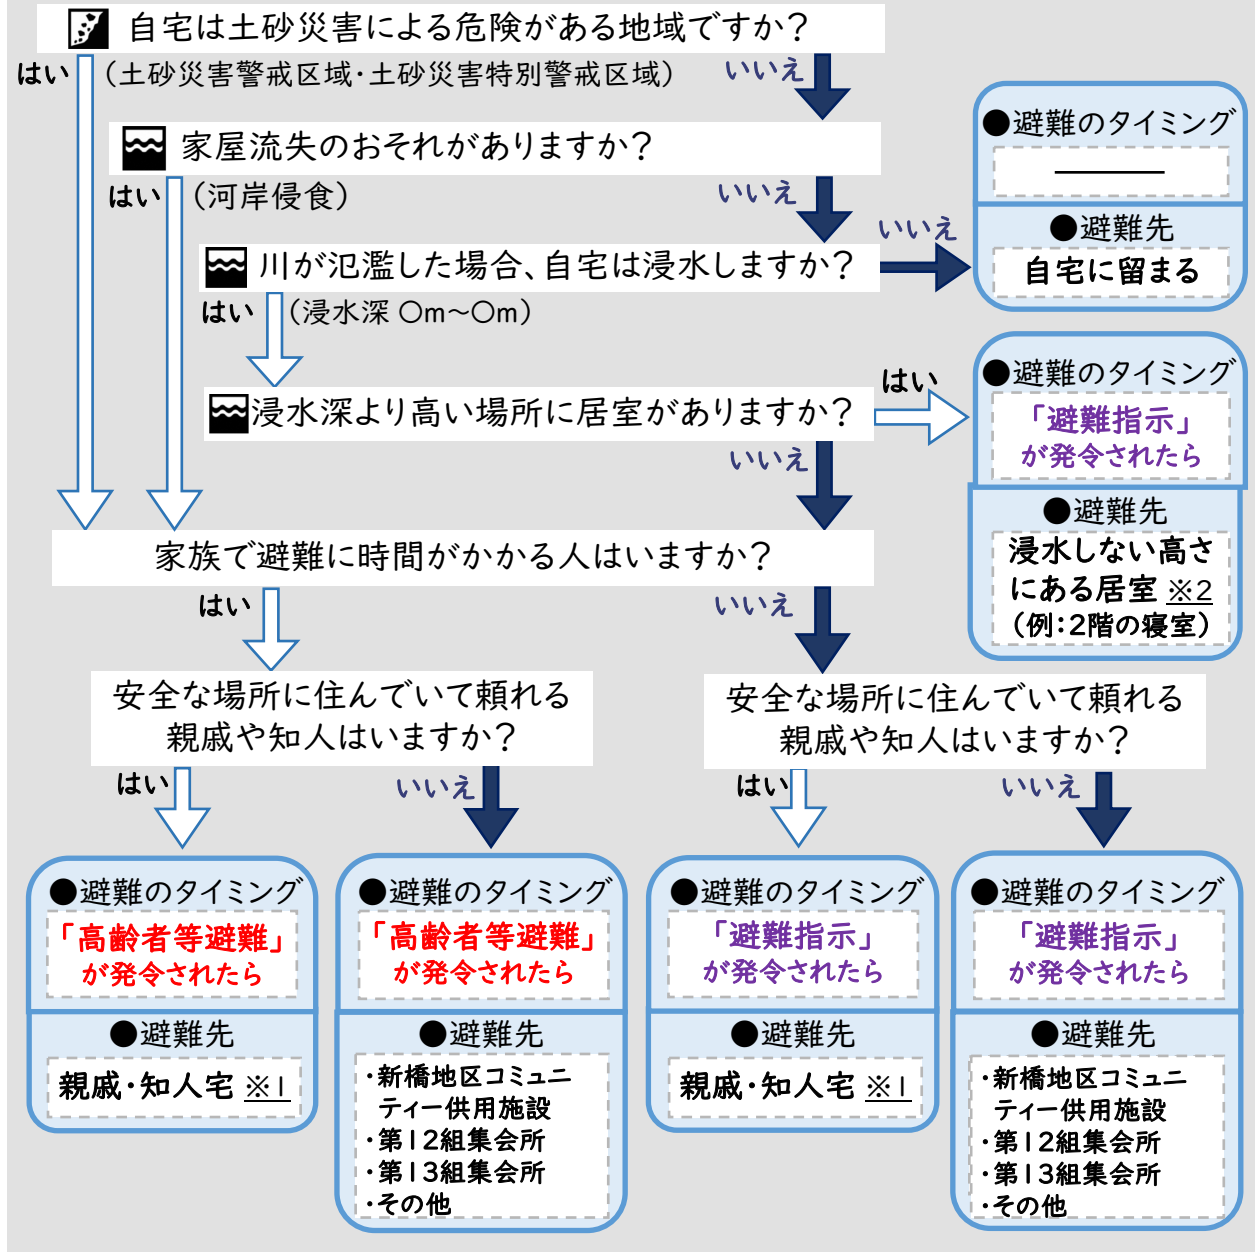 自宅は土砂災害による危険がある地域ですか？
はい
（土砂災害警戒区域・土砂災害特別警戒区域）
いいえ
家屋流失のおそれがありますか？
はい
（河岸侵食）
いいえ
川が氾濫した場合、自宅は浸水しますか？
いいえ
はい
（浸水深 〇m～〇m）
●避難のタイミング
―――
●避難先
自宅に留まる
浸水深より高い場所に居室がありますか？
はい
いいえ
●避難のタイミング
「避難指示」
が発令されたら
●避難先
浸水しない高さ
にある居室 ※2
（例：2階の寝室）
家族で避難に時間がかかる人はいますか？
はい
いいえ
安全な場所に住んでいて頼れる
親戚や知人はいますか？
はい
いいえ
安全な場所に住んでいて頼れる
親戚や知人はいますか？
はい
いいえ
●避難のタイミング
「高齢者等避難」
が発令されたら
●避難先
親戚・知人宅 ※1
●避難のタイミング
「高齢者等避難」
が発令されたら
●避難先
・新橋地区コミュニ
ティー供用施設
・第12組集会所
・第13組集会所
・その他
●避難のタイミング
「避難指示」
が発令されたら
●避難先
親戚・知人宅 ※1
●避難のタイミング
「避難指示」
が発令されたら
●避難先
・新橋地区コミュニ
ティー供用施設
・第12組集会所
・第13組集会所
・その他